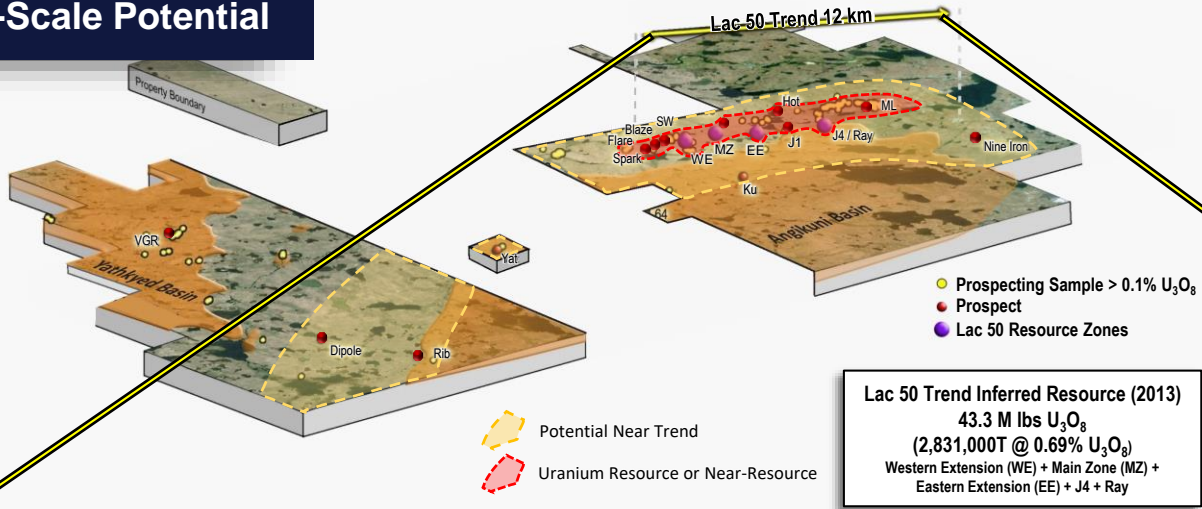 -Scale Potential
Lac 50 Trend 12 km
Property Boundary
Hot
ML
SW
Blaze
Flare
Spark
WE
MZ
EE
J1
J4 / Ray
Nine Iron
Ku
64
Angikuni Basin
VGR
Yathkyed Basin
Yat
Dipole
Rib
Prospecting Sample > 0.1% U₃O₈
Prospect
Lac 50 Resource Zones
Potential Near Trend
Uranium Resource or Near-Resource
Lac 50 Trend Inferred Resource (2013)
43.3 M lbs U₃O₈
(2,831,000T @ 0.69% U₃O₈)
Western Extension (WE) + Main Zone (MZ) +
Eastern Extension (EE) + J4 + Ray